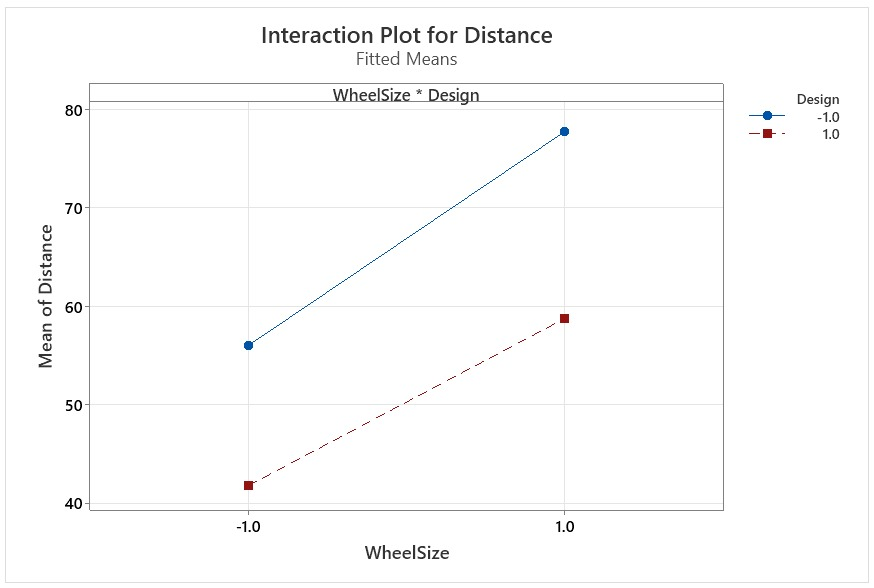 Interaction Plot for Distance
Fitted Means
WheelSize * Design
Design
-1.0
1.0
80
70
60
50
40
Mean of Distance
-1.0 1.0
WheelSize